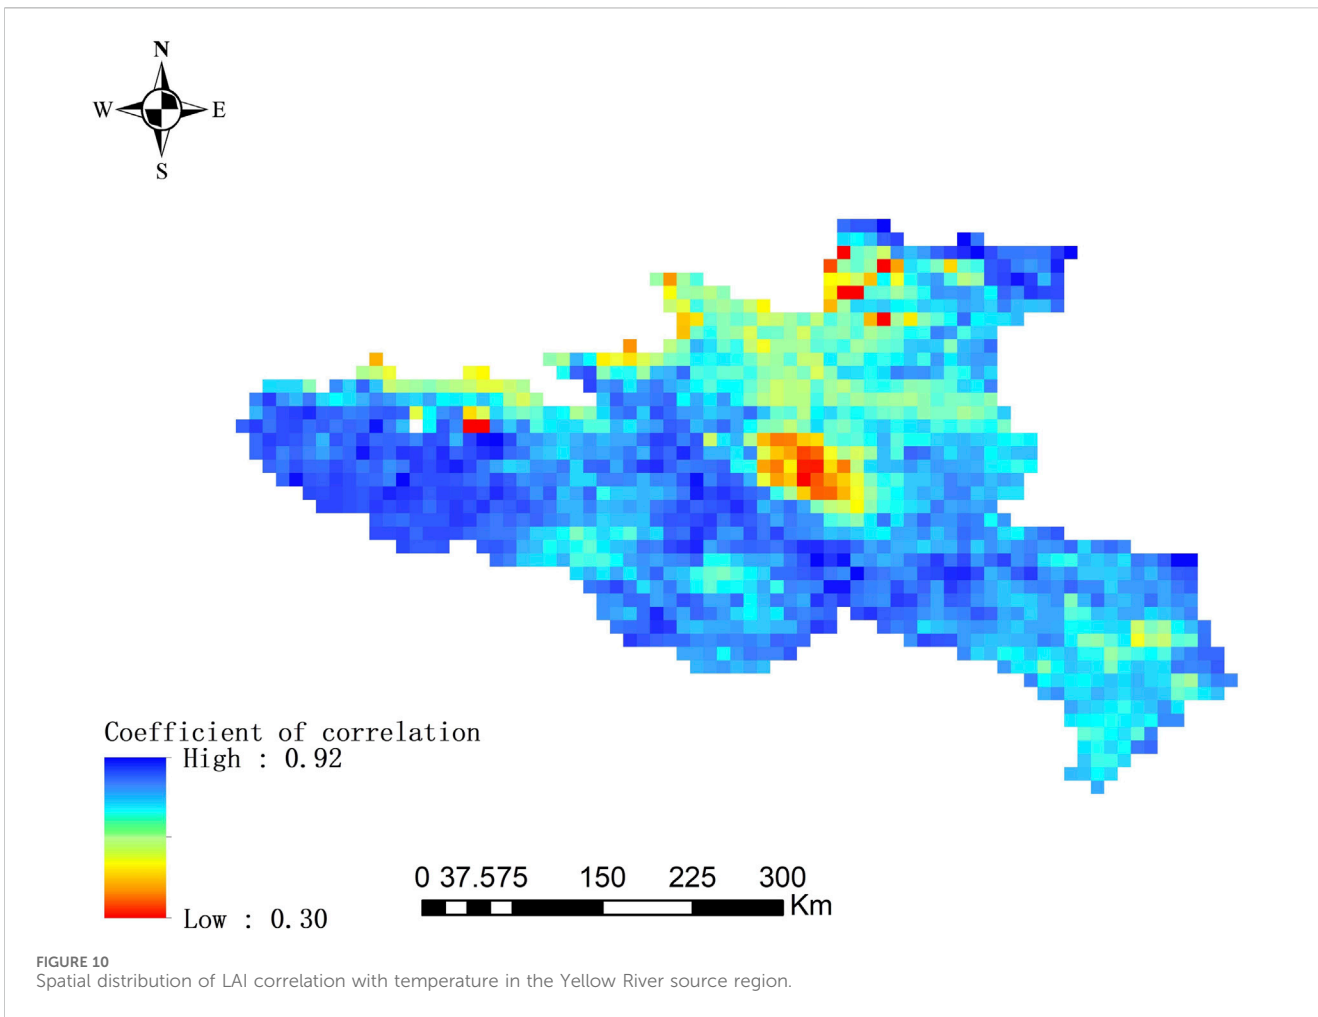 N
W E
S
Coefficient of correlation
High : 0.92
Low : 0.30
0 37.575 150 225 300
Km
FIGURE 10
Spatial distribution of LAI correlation with temperature in the Yellow River source region.